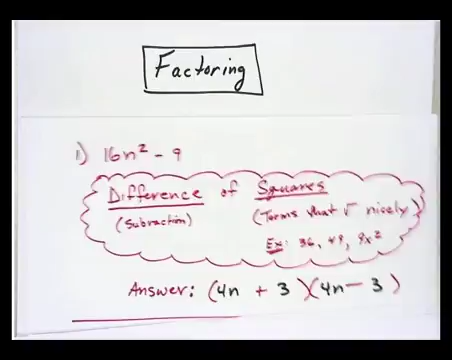 Factoring
1) 16n² - 9
Difference of Squares
(Subtraction) (Terms that √ nicely)
Ex: 36, 49, 9x²
Answer: (4n + 3)(4n - 3)